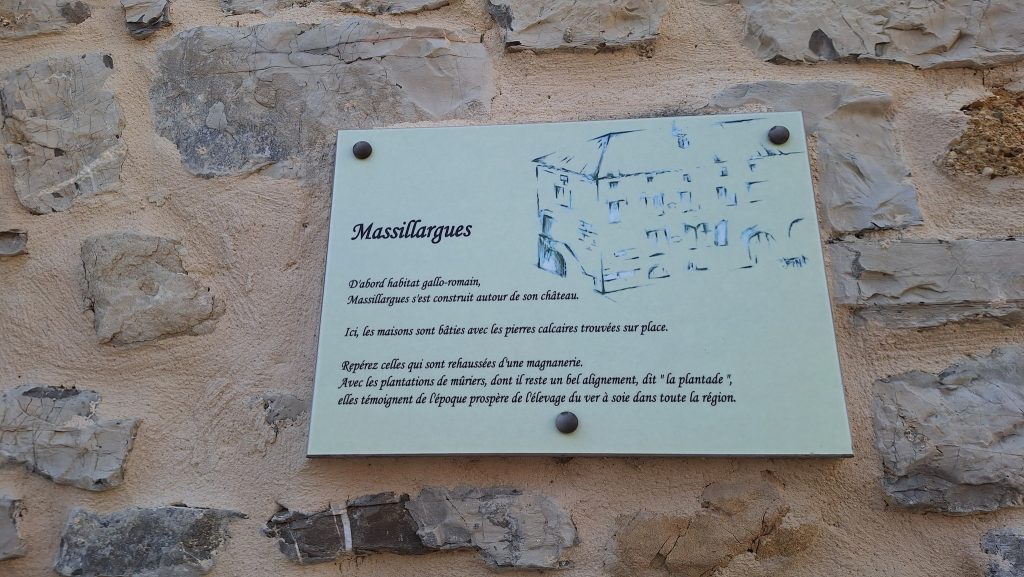 Massillargues
D'abord habitat gallo-romain,
Massillargues s'est construit autour de son château.
Ici, les maisons sont bâties avec les pierres calcaires trouvées sur place.
Repérez celles qui sont rehaussées d'une magnanerie.
Avec les plantations de mûriers, dont il reste un bel alignement, dit " la plantade ",
elles témoignent de l'époque prospère de l'élevage du ver à soie dans toute la région.